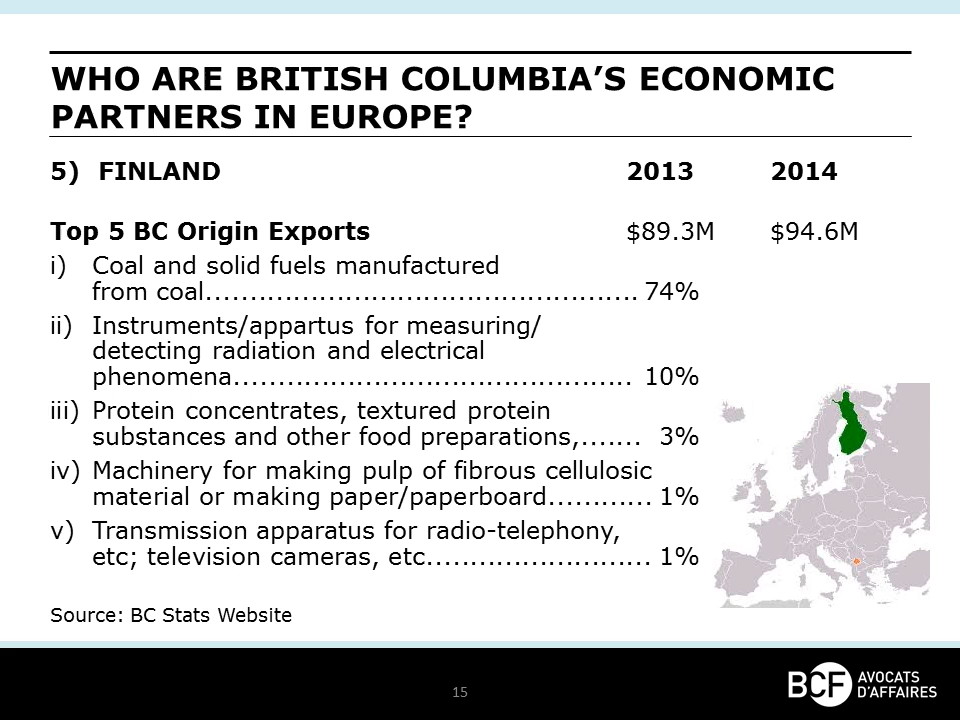 WHO ARE BRITISH COLUMBIA’S ECONOMIC
PARTNERS IN EUROPE?
5) FINLAND 2013 2014
Top 5 BC Origin Exports $89.3M $94.6M
i) Coal and solid fuels manufactured
from coal.................................................. 74%
ii) Instruments/appartus for measuring/
detecting radiation and electrical
phenomena.............................................. 10%
iii) Protein concentrates, textured protein
substances and other food preparations,....... 3%
iv) Machinery for making pulp of fibrous cellulosic
material or making paper/paperboard............ 1%
v) Transmission apparatus for radio-telephony,
etc; television cameras, etc.......................... 1%
Source: BC Stats Website
15
BCF AVOCATS
D’AFFAIRES